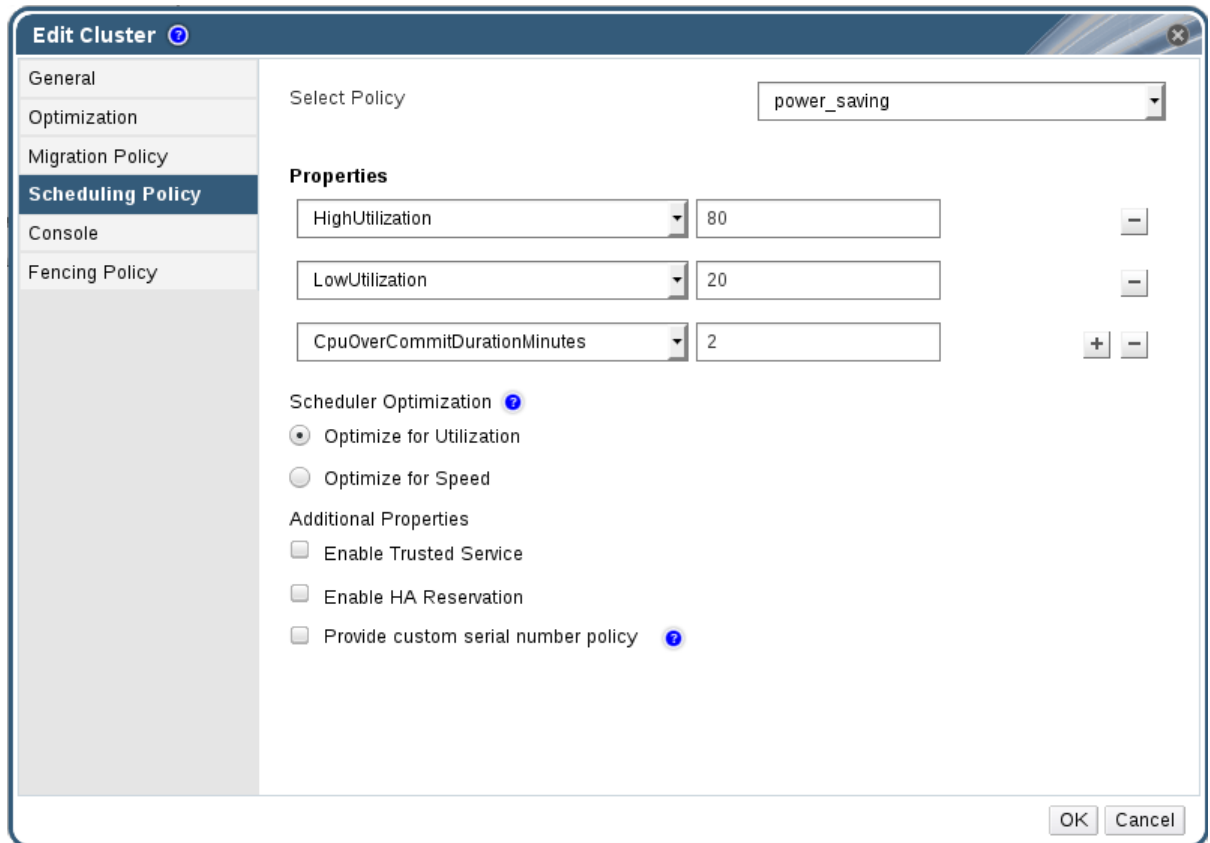 Edit Cluster ?
General
Optimization
Migration Policy
Scheduling Policy
Console
Fencing Policy
Select Policy power_saving
Properties
HighUtilization 80 −
LowUtilization 20 −
CpuOverCommitDurationMinutes 2 + −
Scheduler Optimization ?
Optimize for Utilization
Optimize for Speed
Additional Properties
Enable Trusted Service
Enable HA Reservation
Provide custom serial number policy ?
OK Cancel